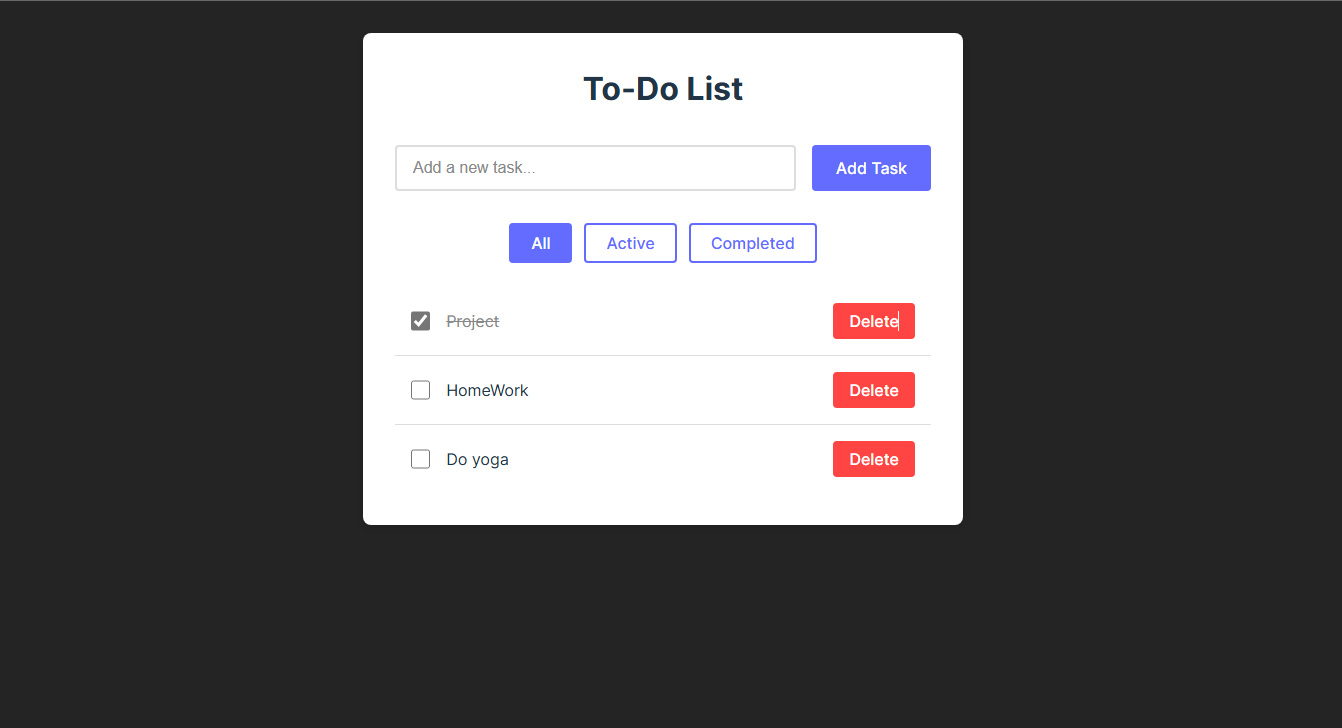 To-Do List
Add a new task...
Add Task
All
Active
Completed
Project
Delete
HomeWork
Delete
Do yoga
Delete